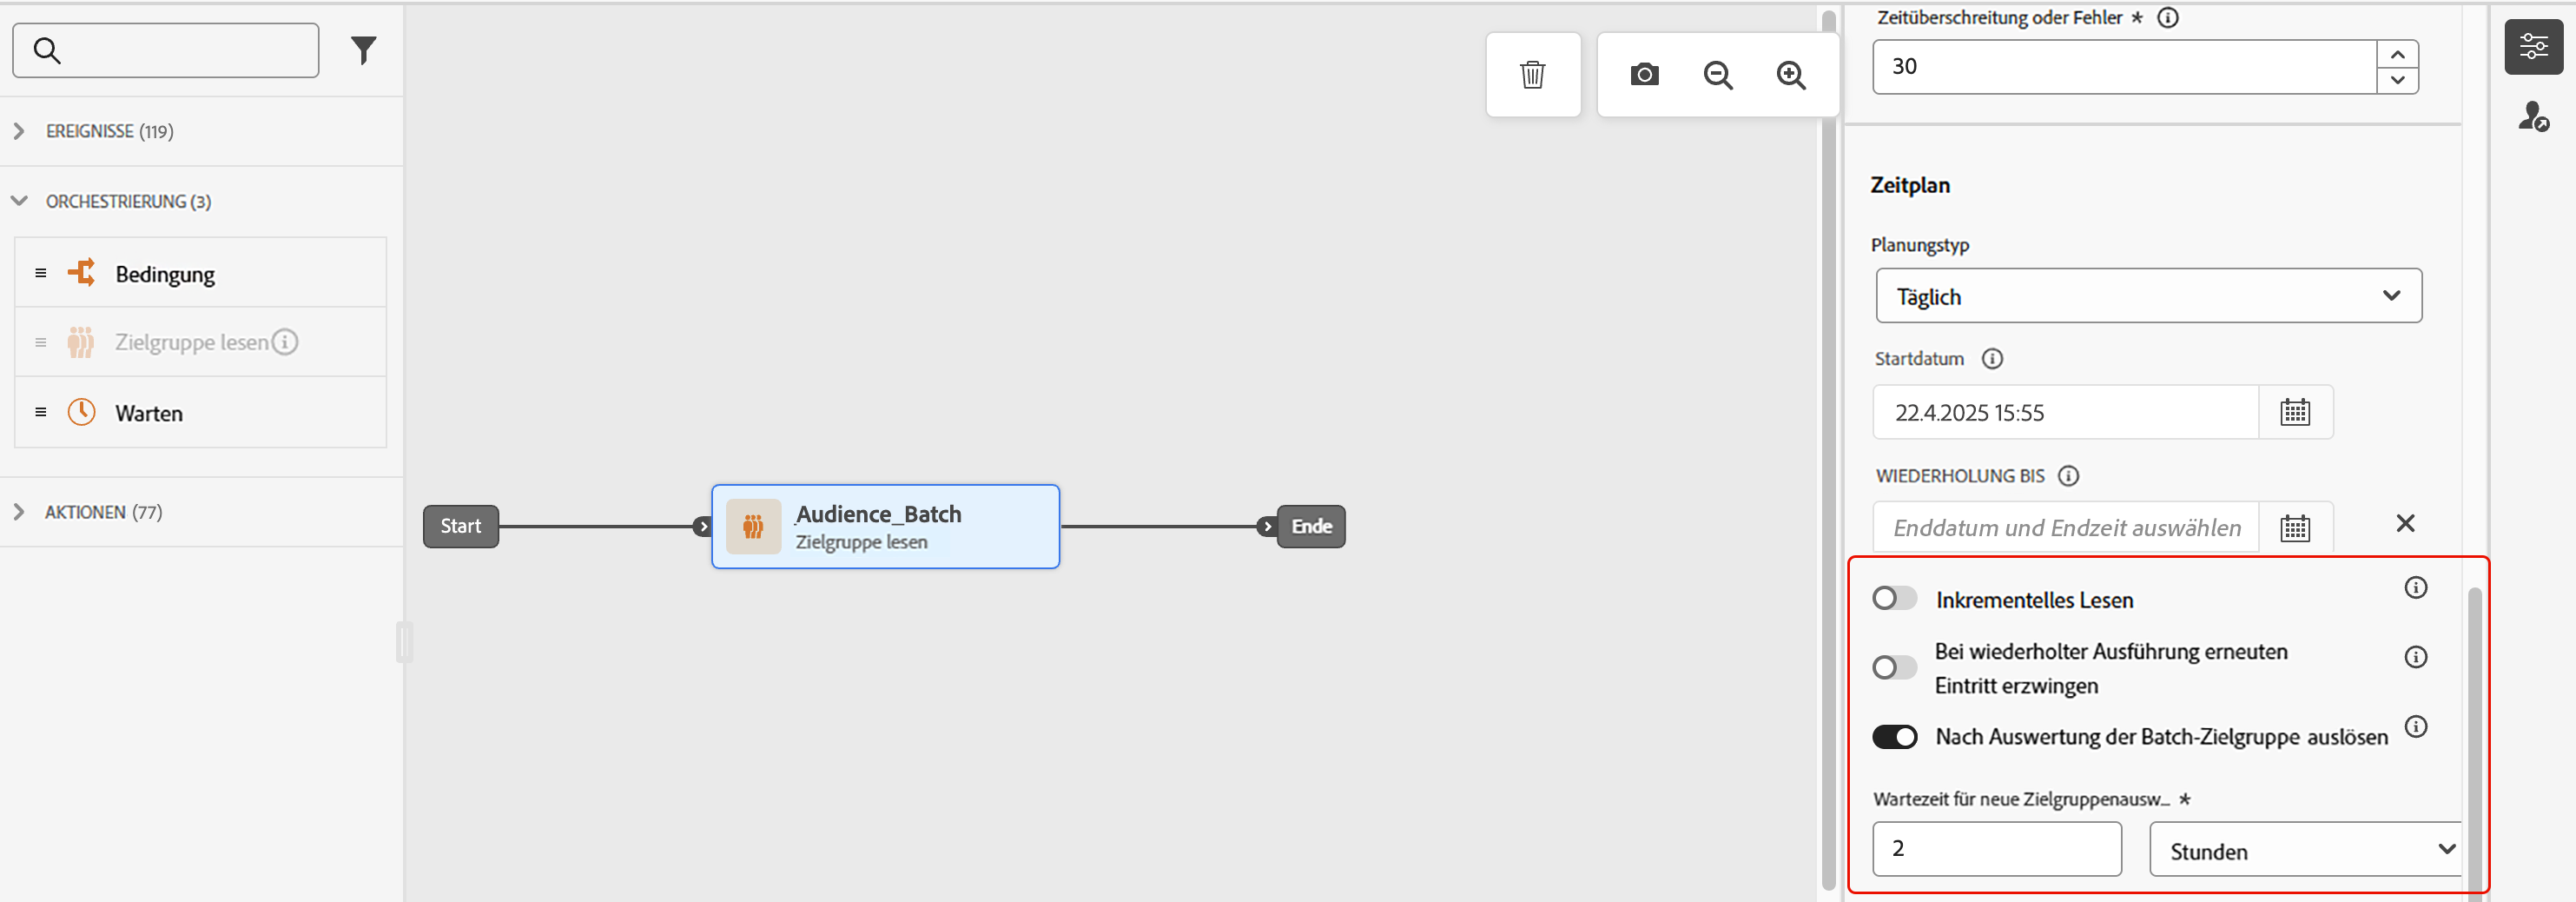 EREIGNISSE (119)
ORCHESTRIERUNG (3)
Bedingung
Zielgruppe lesen
Warten
AKTIONEN (77)
Start
_Audience_Batch
Zielgruppe lesen
Ende
Zeitüberschreitung oder Fehler *
30
Zeitplan
Planungstyp
Täglich
Startdatum
22.4.2025 15:55
WIEDERHOLUNG BIS
Enddatum und Endzeit auswählen
Inkrementelles Lesen
Bei wiederholter Ausführung erneuten
Eintritt erzwingen
Nach Auswertung der Batch-Zielgruppe auslösen
Wartezeit für neue Zielgruppenausw... *
2
Stunden